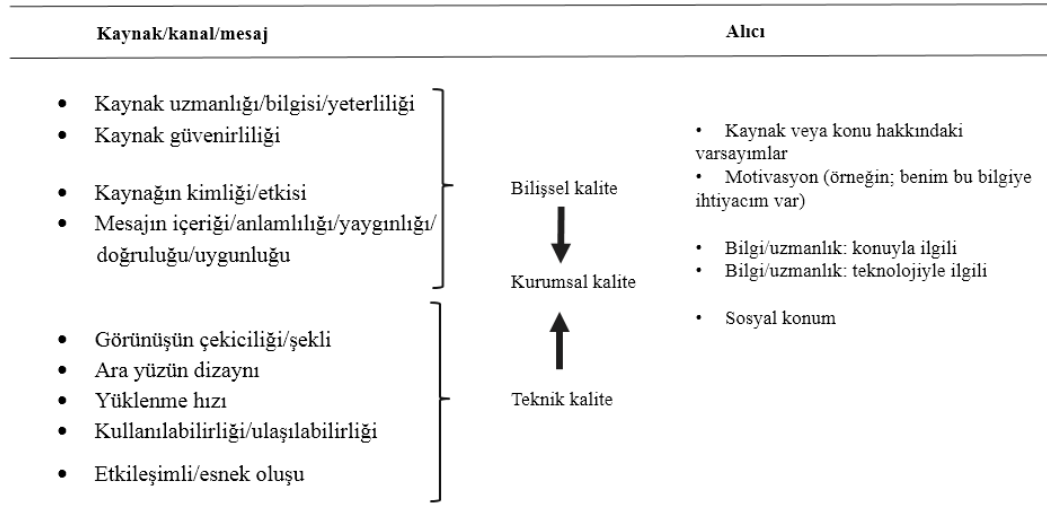 Kaynak/kanal/mesaj
Alıcı
• Kaynak uzmanlığı/bilgisi/yeterliliği
• Kaynak güvenirliliği
• Kaynağın kimliği/etkisi
• Mesajın içeriği/anlamlılığı/yaygınlığı/
doğruluğu/uygunluğu
• Görünüşün çekiciliği/şekli
• Ara yüzün dizaynı
• Yüklenme hızı
• Kullanılabilirliği/ulaşılabilirliği
• Etkileşimli/esnek oluşu
Bilişsel kalite
Kurumsal kalite
Teknik kalite
• Kaynak veya konu hakkındaki
varsayımlar
• Motivasyon (örneğin; benim bu bilgiye
ihtiyacım var)
• Bilgi/uzmanlık: konuyla ilgili
• Bilgi/uzmanlık: teknolojiyle ilgili
• Sosyal konum